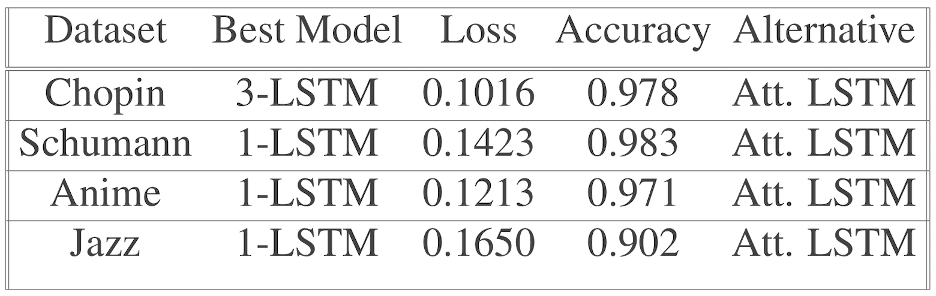 Dataset Best Model Loss Accuracy Alternative
Chopin 3-LSTM 0.1016 0.978 Att. LSTM
Schumann 1-LSTM 0.1423 0.983 Att. LSTM
Anime 1-LSTM 0.1213 0.971 Att. LSTM
Jazz 1-LSTM 0.1650 0.902 Att. LSTM